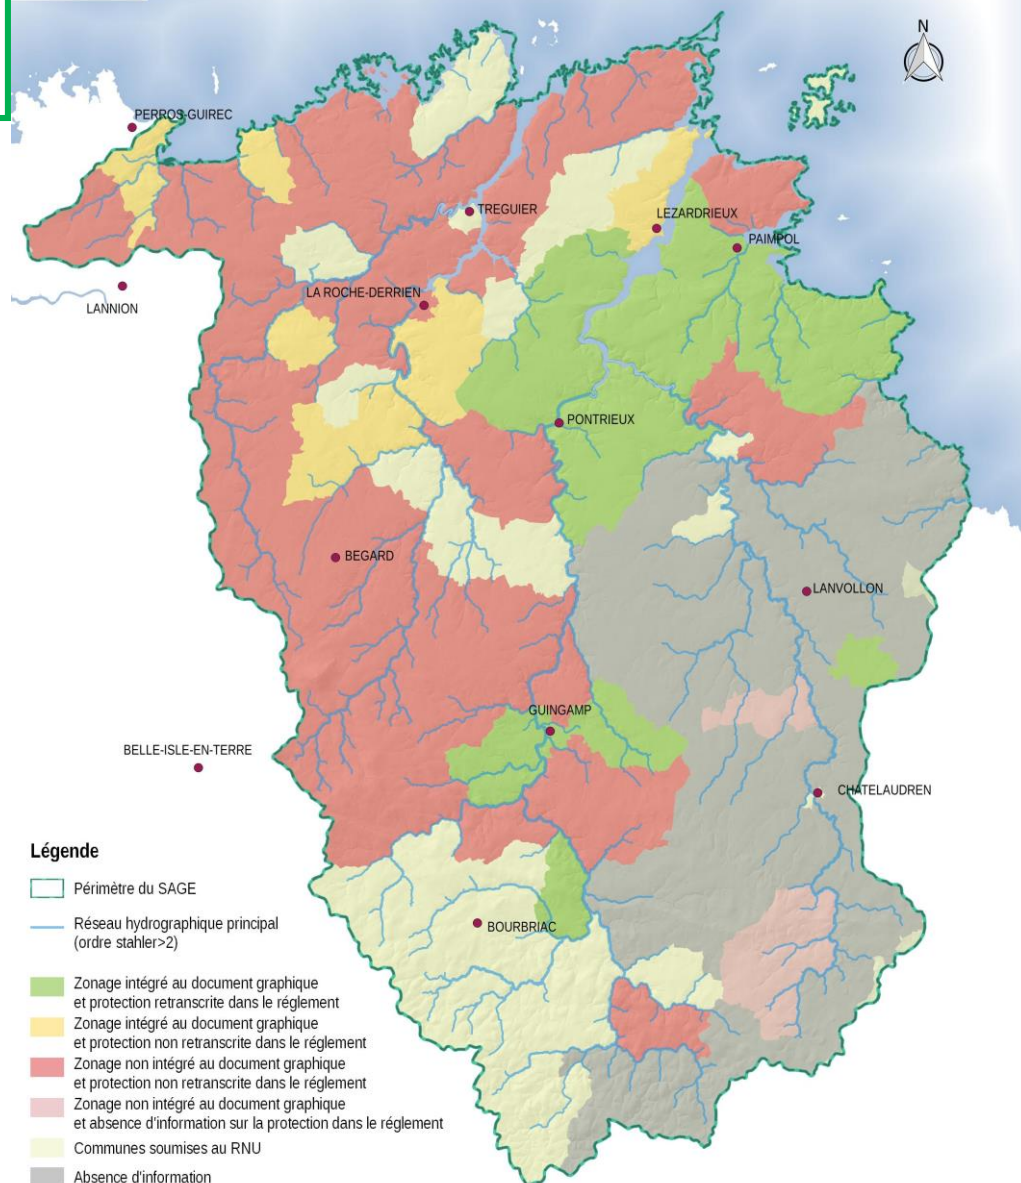 N
PERROS-GUIREC
TREGUIER
LEZARDRIEUX
PAIMPOL
LANNION
LA ROCHE-DERRIEN
PONTRIEUX
BEGARD
LANVOLLON
GUINGAMP
BELLE-ISLE-EN-TERRE
CHATELAUDREN
BOURBRIAC
Légende
Périmètre du SAGE
Réseau hydrographique principal
(ordre stahler>2)
Zonage intégré au document graphique
et protection retranscrite dans le réglement
Zonage intégré au document graphique
et protection non retranscrite dans le réglement
Zonage non intégré au document graphique
et protection non retranscrite dans le réglement
Zonage non intégré au document graphique
et absence d'information sur la protection dans le réglement
Communes soumises au RNU
Absence d'information